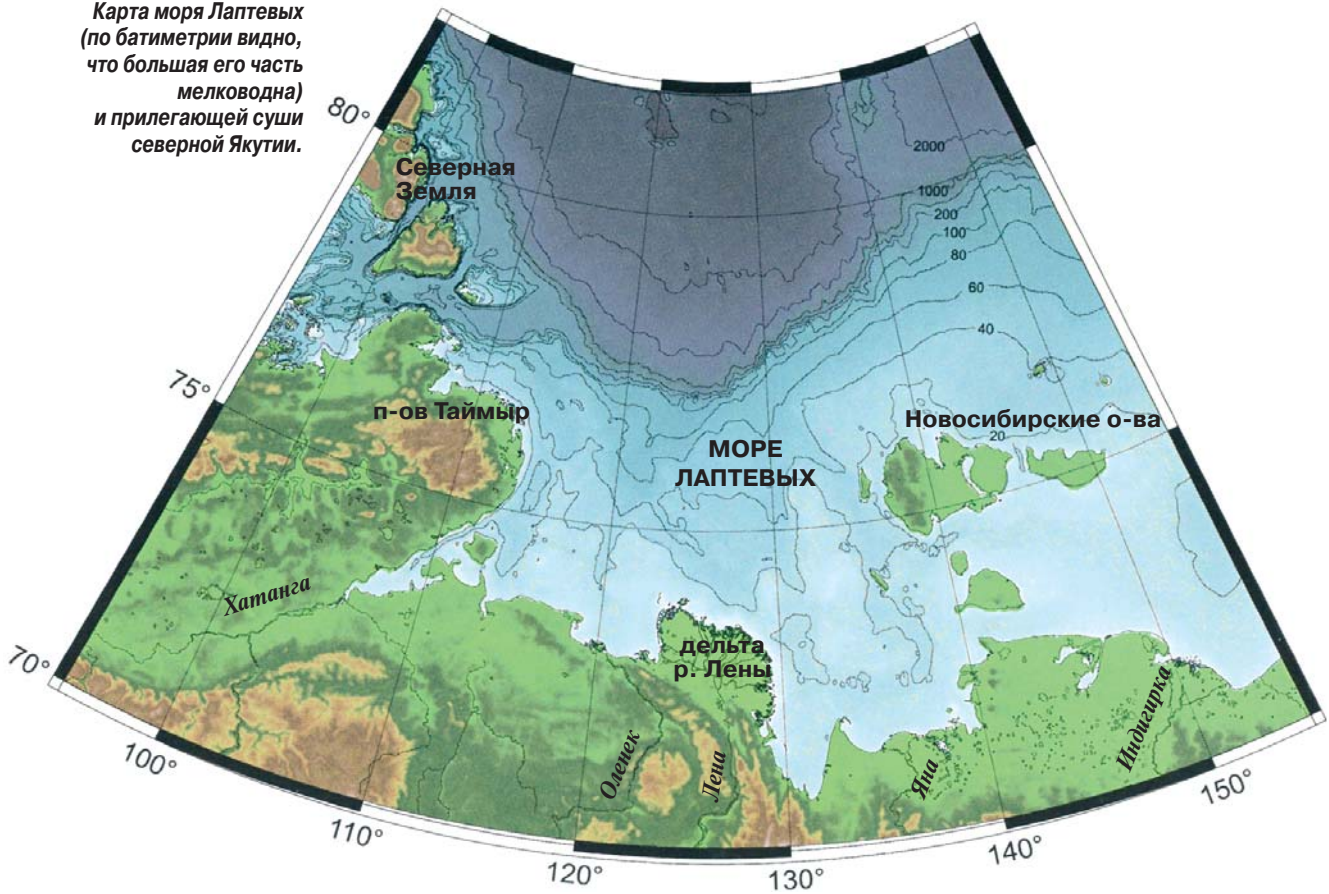 Карта моря Лаптевых
(по батиметрии видно,
что большая его часть
мелководна)
и прилегающей суши
северной Якутии.
80°
2000
Северная
Земля
1000
200
100
80
60
40
75°
п-ов Таймыр
Новосибирские о-ва
20
МОРЕ
ЛАПТЕВЫХ
Хатанга
дельта
р. Лены
70°
Оленек
Лена
Яна
Индигирка
100°
110°
120°
130°
140°
150°